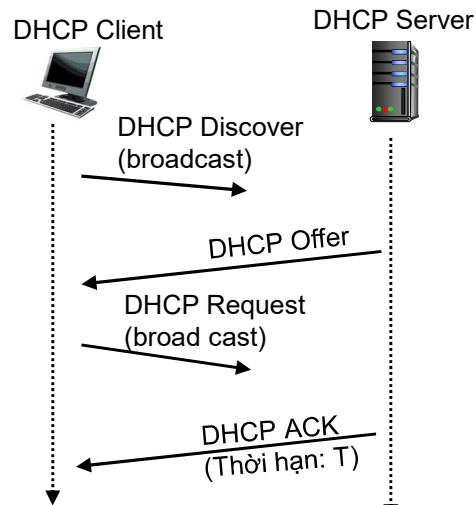 DHCP Client
DHCP Server
DHCP Discover
(broadcast)
DHCP Offer
DHCP Request
(broad cast)
DHCP ACK
(Thời hạn: T)